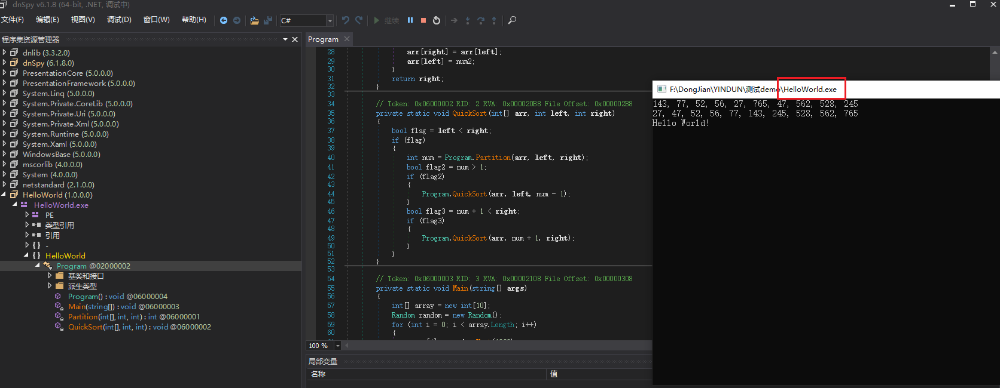 dnSpy v6.1.8 (64-bit, .NET, 调试中)
文件(F) 编辑(E) 视图(V) 调试(D) 窗口(W) 帮助(H) C# 继续
程序集资源管理器
dnlib (3.3.2.0)
dnSpy (6.1.8.0)
PresentationCore (5.0.0.0)
PresentationFramework (5.0.0.0)
System.Linq (5.0.0.0)
System.Private.CoreLib (5.0.0.0)
System.Private.Uri (5.0.0.0)
System.Private.Xml (5.0.0.0)
System.Runtime (5.0.0.0)
System.Xaml (5.0.0.0)
WindowsBase (5.0.0.0)
mscorlib (4.0.0.0)
System (4.0.0.0)
netstandard (2.1.0.0)
HelloWorld (1.0.0.0)
HelloWorld.exe
PE
类型引用
引用
{ } -
{ } HelloWorld
Program @02000002
基类和接口
派生类型
Program() : void @06000004
Main(string[]) : void @06000003
Partition(int[], int, int) : int @06000001
QuickSort(int[], int, int) : void @06000002
Program
28 arr[right] = arr[left];
29 arr[left] = num2;
30 }
31 return right;
32 }
33
34 // Token: 0x06000002 RID: 2 RVA: 0x000020B8 File Offset: 0x000002B8
35 private static void QuickSort(int[] arr, int left, int right)
36 {
37 bool flag = left < right;
38 if (flag)
39 {
40 int num = Program.Partition(arr, left, right);
41 bool flag2 = num > 1;
42 if (flag2)
43 {
44 Program.QuickSort(arr, left, num - 1);
45 }
46 bool flag3 = num + 1 < right;
47 if (flag3)
48 {
49 Program.QuickSort(arr, num + 1, right);
50 }
51 }
52 }
53
54 // Token: 0x06000003 RID: 3 RVA: 0x00002108 File Offset: 0x00000308
55 private static void Main(string[] args)
56 {
57 int[] array = new int[10];
58 Random random = new Random();
59 for (int i = 0; i < array.Length; i++)
60 {
100 %
局部变量
名称 值
F:\DongJian\YINDUN\测试demo\HelloWorld.exe
143, 77, 52, 56, 27, 765, 47, 562, 528, 245
27, 47, 52, 56, 77, 143, 245, 528, 562, 765
Hello World!